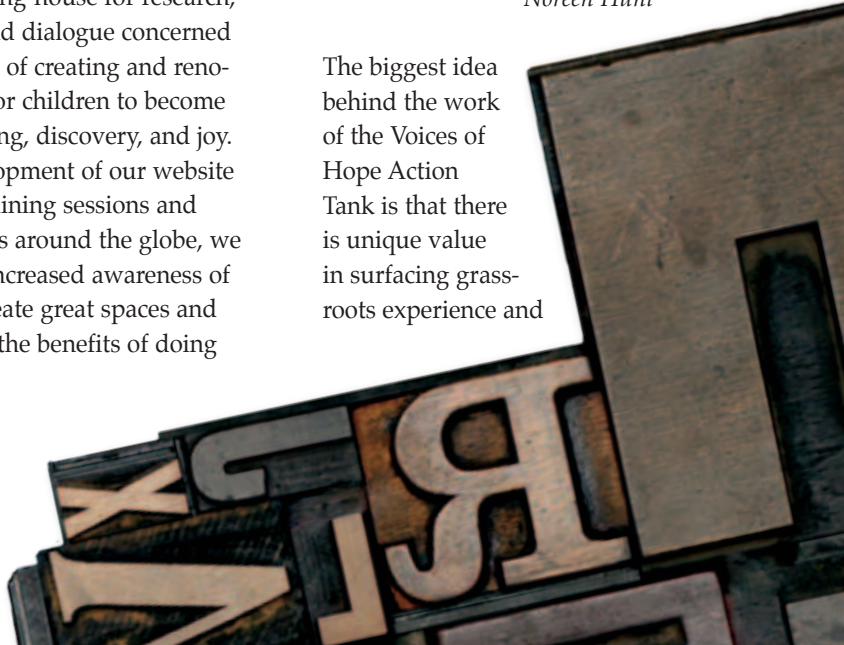 ng house for research,
d dialogue concerned
of creating and reno-
or children to become
ng, discovery, and joy.
opment of our website
ining sessions and
s around the globe, we
ncreased awareness of
eate great spaces and
the benefits of doing
Noreen Hunt
The biggest idea
behind the work
of the Voices of
Hope Action
Tank is that there
is unique value
in surfacing grass-
roots experience and
R
X